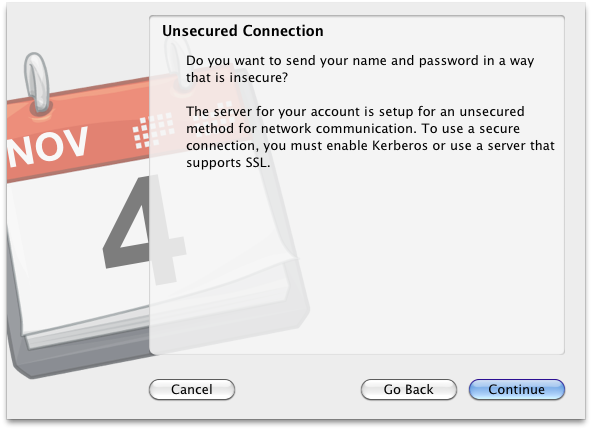 Unsecured Connection
Do you want to send your name and password in a way
that is insecure?
The server for your account is setup for an unsecured
method for network communication. To use a secure
connection, you must enable Kerberos or use a server that
supports SSL.
NOV
4
Cancel
Go Back
Continue